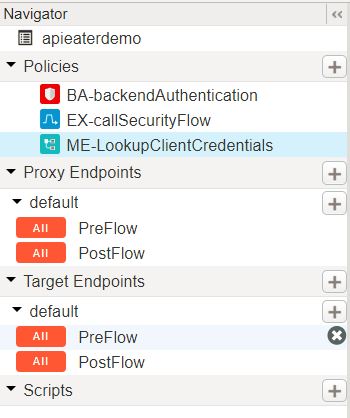 Navigator
apieaterdemo
Policies
BA-backendAuthentication
EX-callSecurityFlow
ME-LookupClientCredentials
Proxy Endpoints
default
All PreFlow
All PostFlow
Target Endpoints
default
All PreFlow
All PostFlow
Scripts